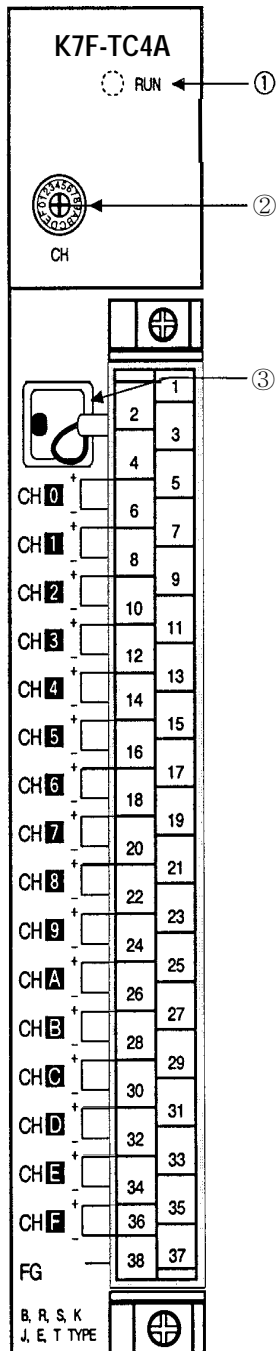 K7F-TC4A
RUN
①
0123456789ABCDEF
②
CH
③
1
2
3
4
5
CH 0 + -
6
7
CH 1 + -
8
9
CH 2 + -
10
11
CH 3 + -
12
13
CH 4 + -
14
15
CH 5 + -
16
17
CH 6 + -
18
19
CH 7 + -
20
21
CH 8 + -
22
23
CH 9 + -
24
25
CH A + -
26
27
CH B + -
28
29
CH C + -
30
31
CH D + -
32
33
CH E + -
34
35
CH F + -
36
37
FG
38
B, R, S, K
J, E, T TYPE